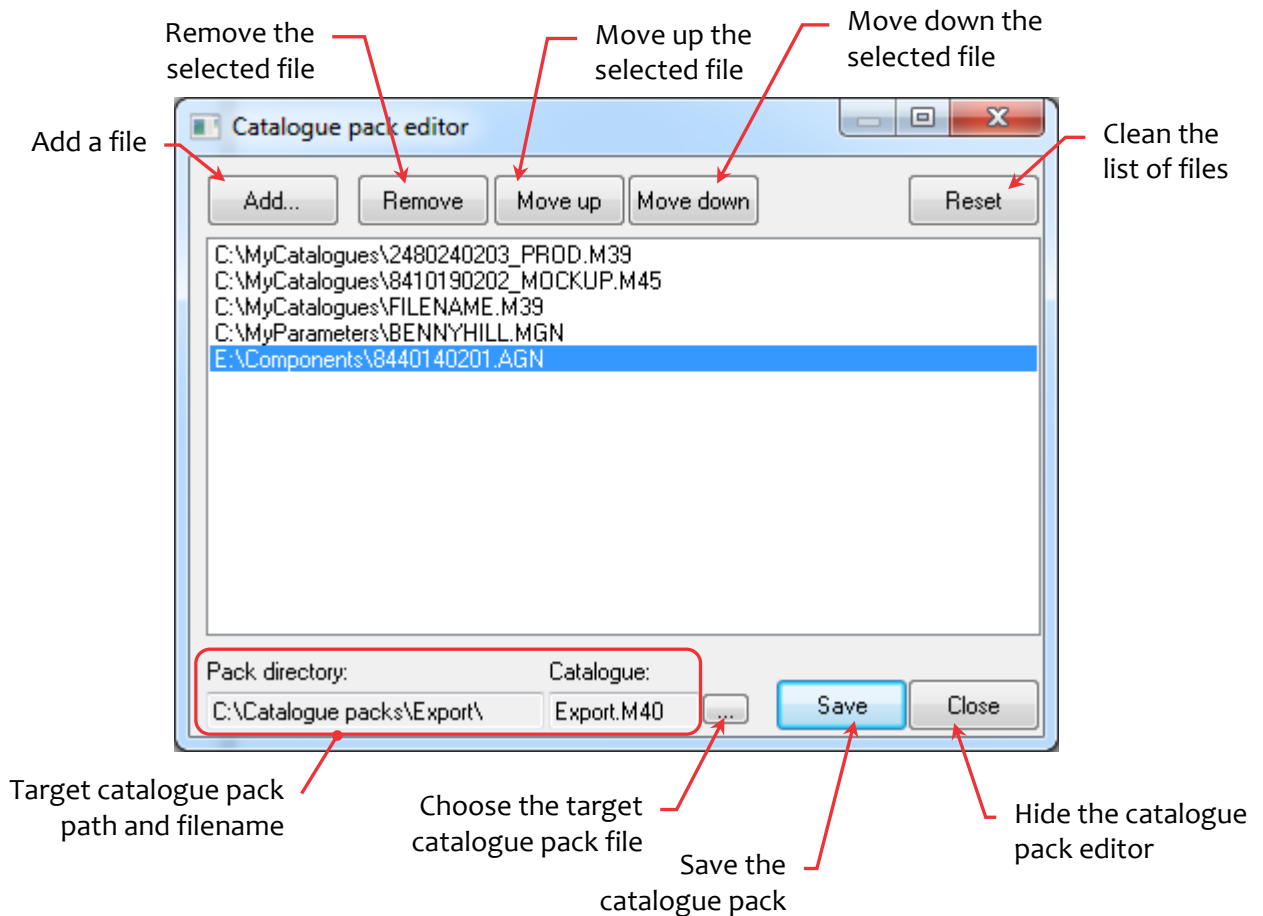 Remove the
selected file
Move up the
selected file
Move down the
selected file
Add a file
Catalogue pack editor
Clean the
list of files
Add...
Remove
Move up
Move down
Reset
C:\MyCatalogues\2480240203_PROD.M39
C:\MyCatalogues\8410190202_MOCKUP.M45
C:\MyCatalogues\FILENAME.M39
C:\MyParameters\BENNYHILL.MGN
E:\Components\8440140201.AGN
Pack directory:
Catalogue:
C:\Catalogue packs\Export\
Export.M40
...
Save
Close
Target catalogue pack
path and filename
Choose the target
catalogue pack file
Save the
catalogue pack
Hide the catalogue
pack editor